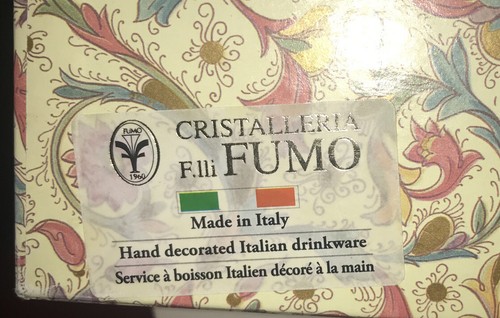 FUMO
1960
CRISTALLERIA
F.lli FUMO
Made in Italy
Hand decorated Italian drinkware
Service à boisson Italien décoré à la main